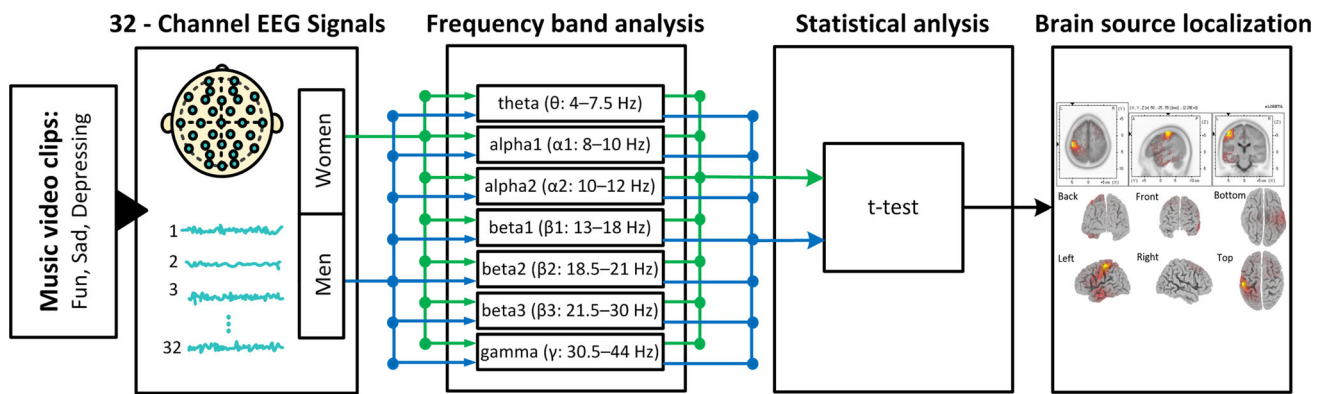 32 - Channel EEG Signals
Frequency band analysis
Statistical anlysis
Brain source localization
Music video clips:
Fun, Sad, Depressing
1
2
3
32
Women
Men
theta (θ: 4–7.5 Hz)
alpha1 (α1: 8–10 Hz)
alpha2 (α2: 10–12 Hz)
beta1 (β1: 13–18 Hz)
beta2 (β2: 18.5–21 Hz)
beta3 (β3: 21.5–30 Hz)
gamma (γ: 30.5–44 Hz)
t-test
Back
Front
Bottom
Left
Right
Top